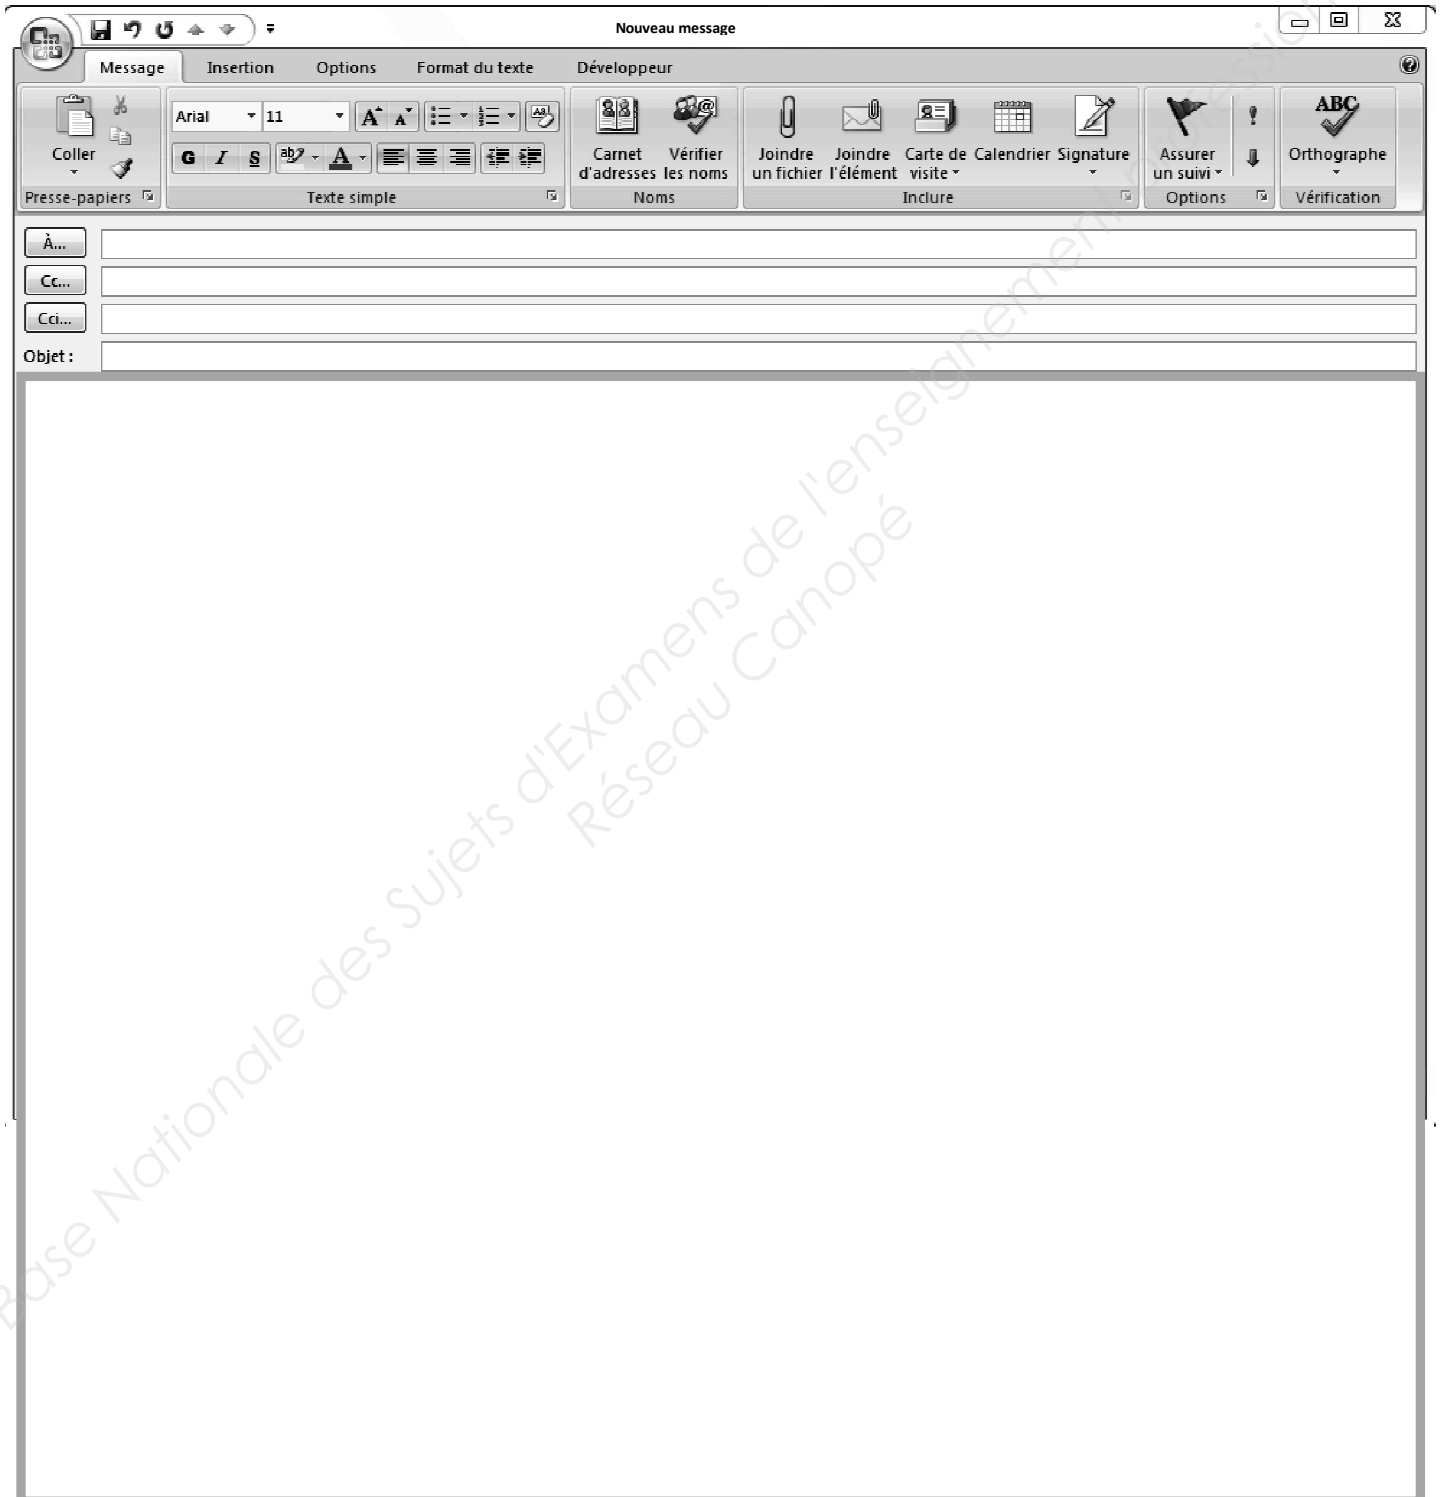 Nouveau message
Message Insertion Options Format du texte Développeur
Arial 11
G I S
Coller
Carnet d'adresses
Vérifier les noms
Joindre un fichier
Joindre l'élément
Carte de visite
Calendrier
Signature
Assurer un suivi
ABC
Orthographe
Presse-papiers Texte simple Noms Inclure Options Vérification
À...
Cc...
Cci...
Objet :
Base Nationale des Sujets d'Examens de l'enseignement profession
Réseau Canopé